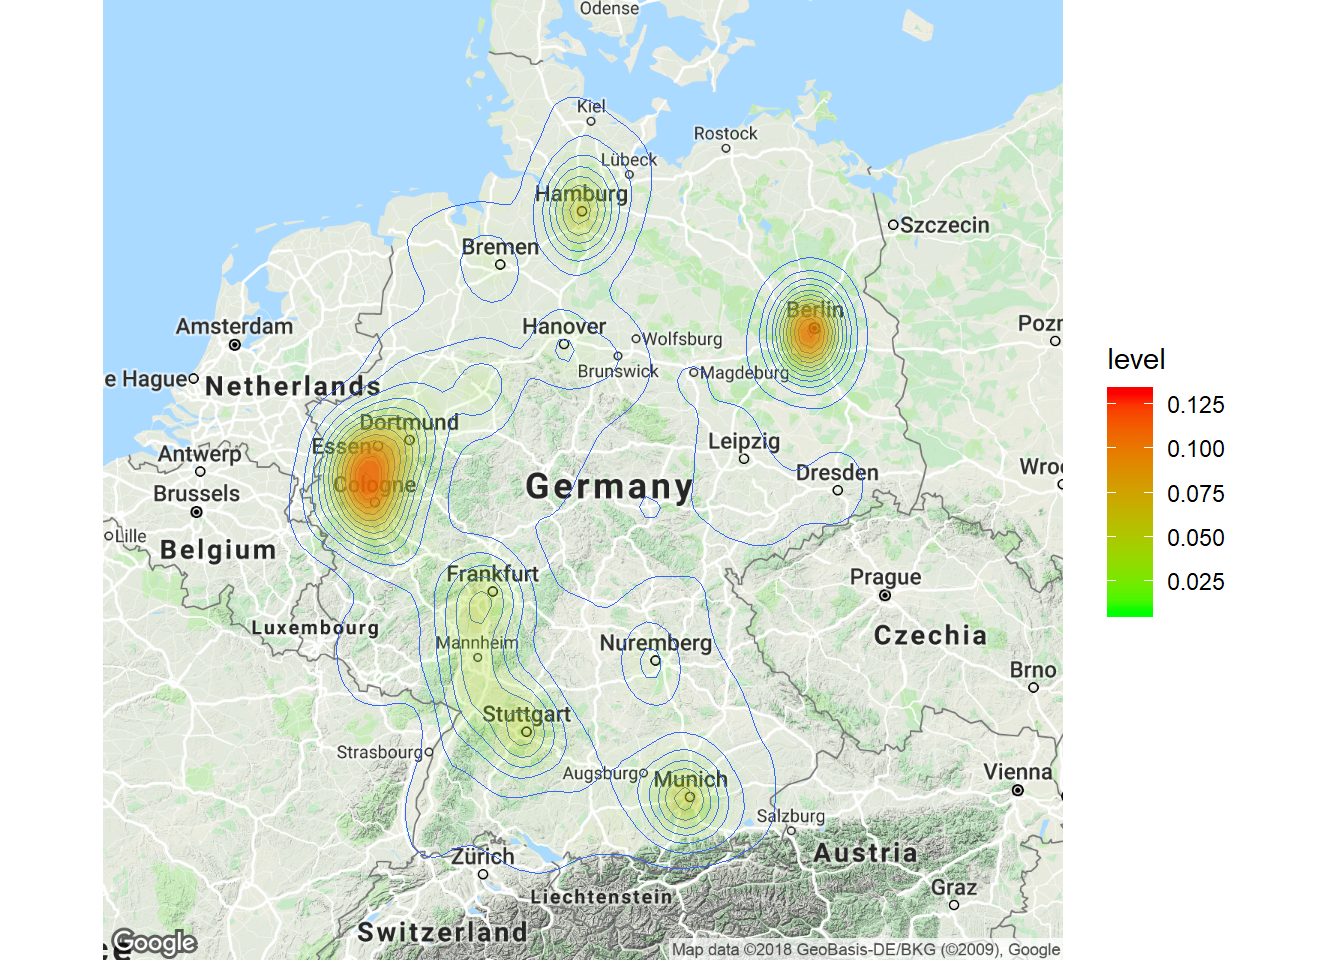 Odense
Kiel
Rostock
Lübeck
Hamburg
Szczecin
Bremen
Berlin
Amsterdam
Hanover
Pozr
Wolfsburg
e Hague
Netherlands
Brunswick
Magdeburg
Dortmund
Essen
Leipzig
Antwerp
Wro
Dresden
Cologne
Germany
Brussels
Lille
Belgium
Frankfurt
Prague
Luxembourg
Mannheim
Nuremberg
Czechia
Brno
Stuttgart
Strasbourg
Augsburg
Munich
Vienna
Salzburg
Zürich
Austria
Liechtenstein
Graz
Switzerland
ce
Google
Map data ©2018 GeoBasis-DE/BKG (©2009), Google
level
0.125
0.100
0.075
0.050
0.025